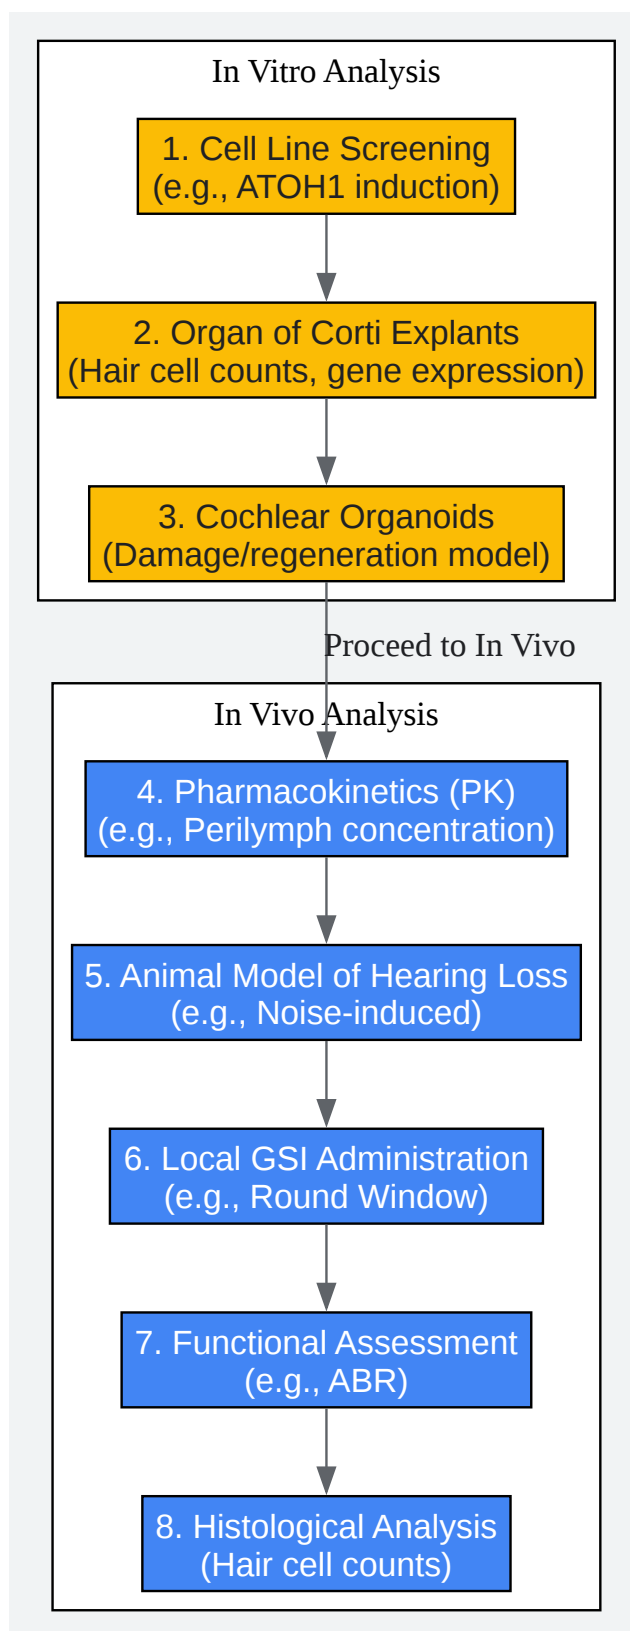 In Vitro Analysis
1. Cell Line Screening
(e.g., ATOH1 induction)
2. Organ of Corti Explants
(Hair cell counts, gene expression)
3. Cochlear Organoids
(Damage/regeneration model)
Proceed to In Vivo
In Vivo Analysis
4. Pharmacokinetics (PK)
(e.g., Perilymph concentration)
5. Animal Model of Hearing Loss
(e.g., Noise-induced)
6. Local GSI Administration
(e.g., Round Window)
7. Functional Assessment
(e.g., ABR)
8. Histological Analysis
(Hair cell counts)